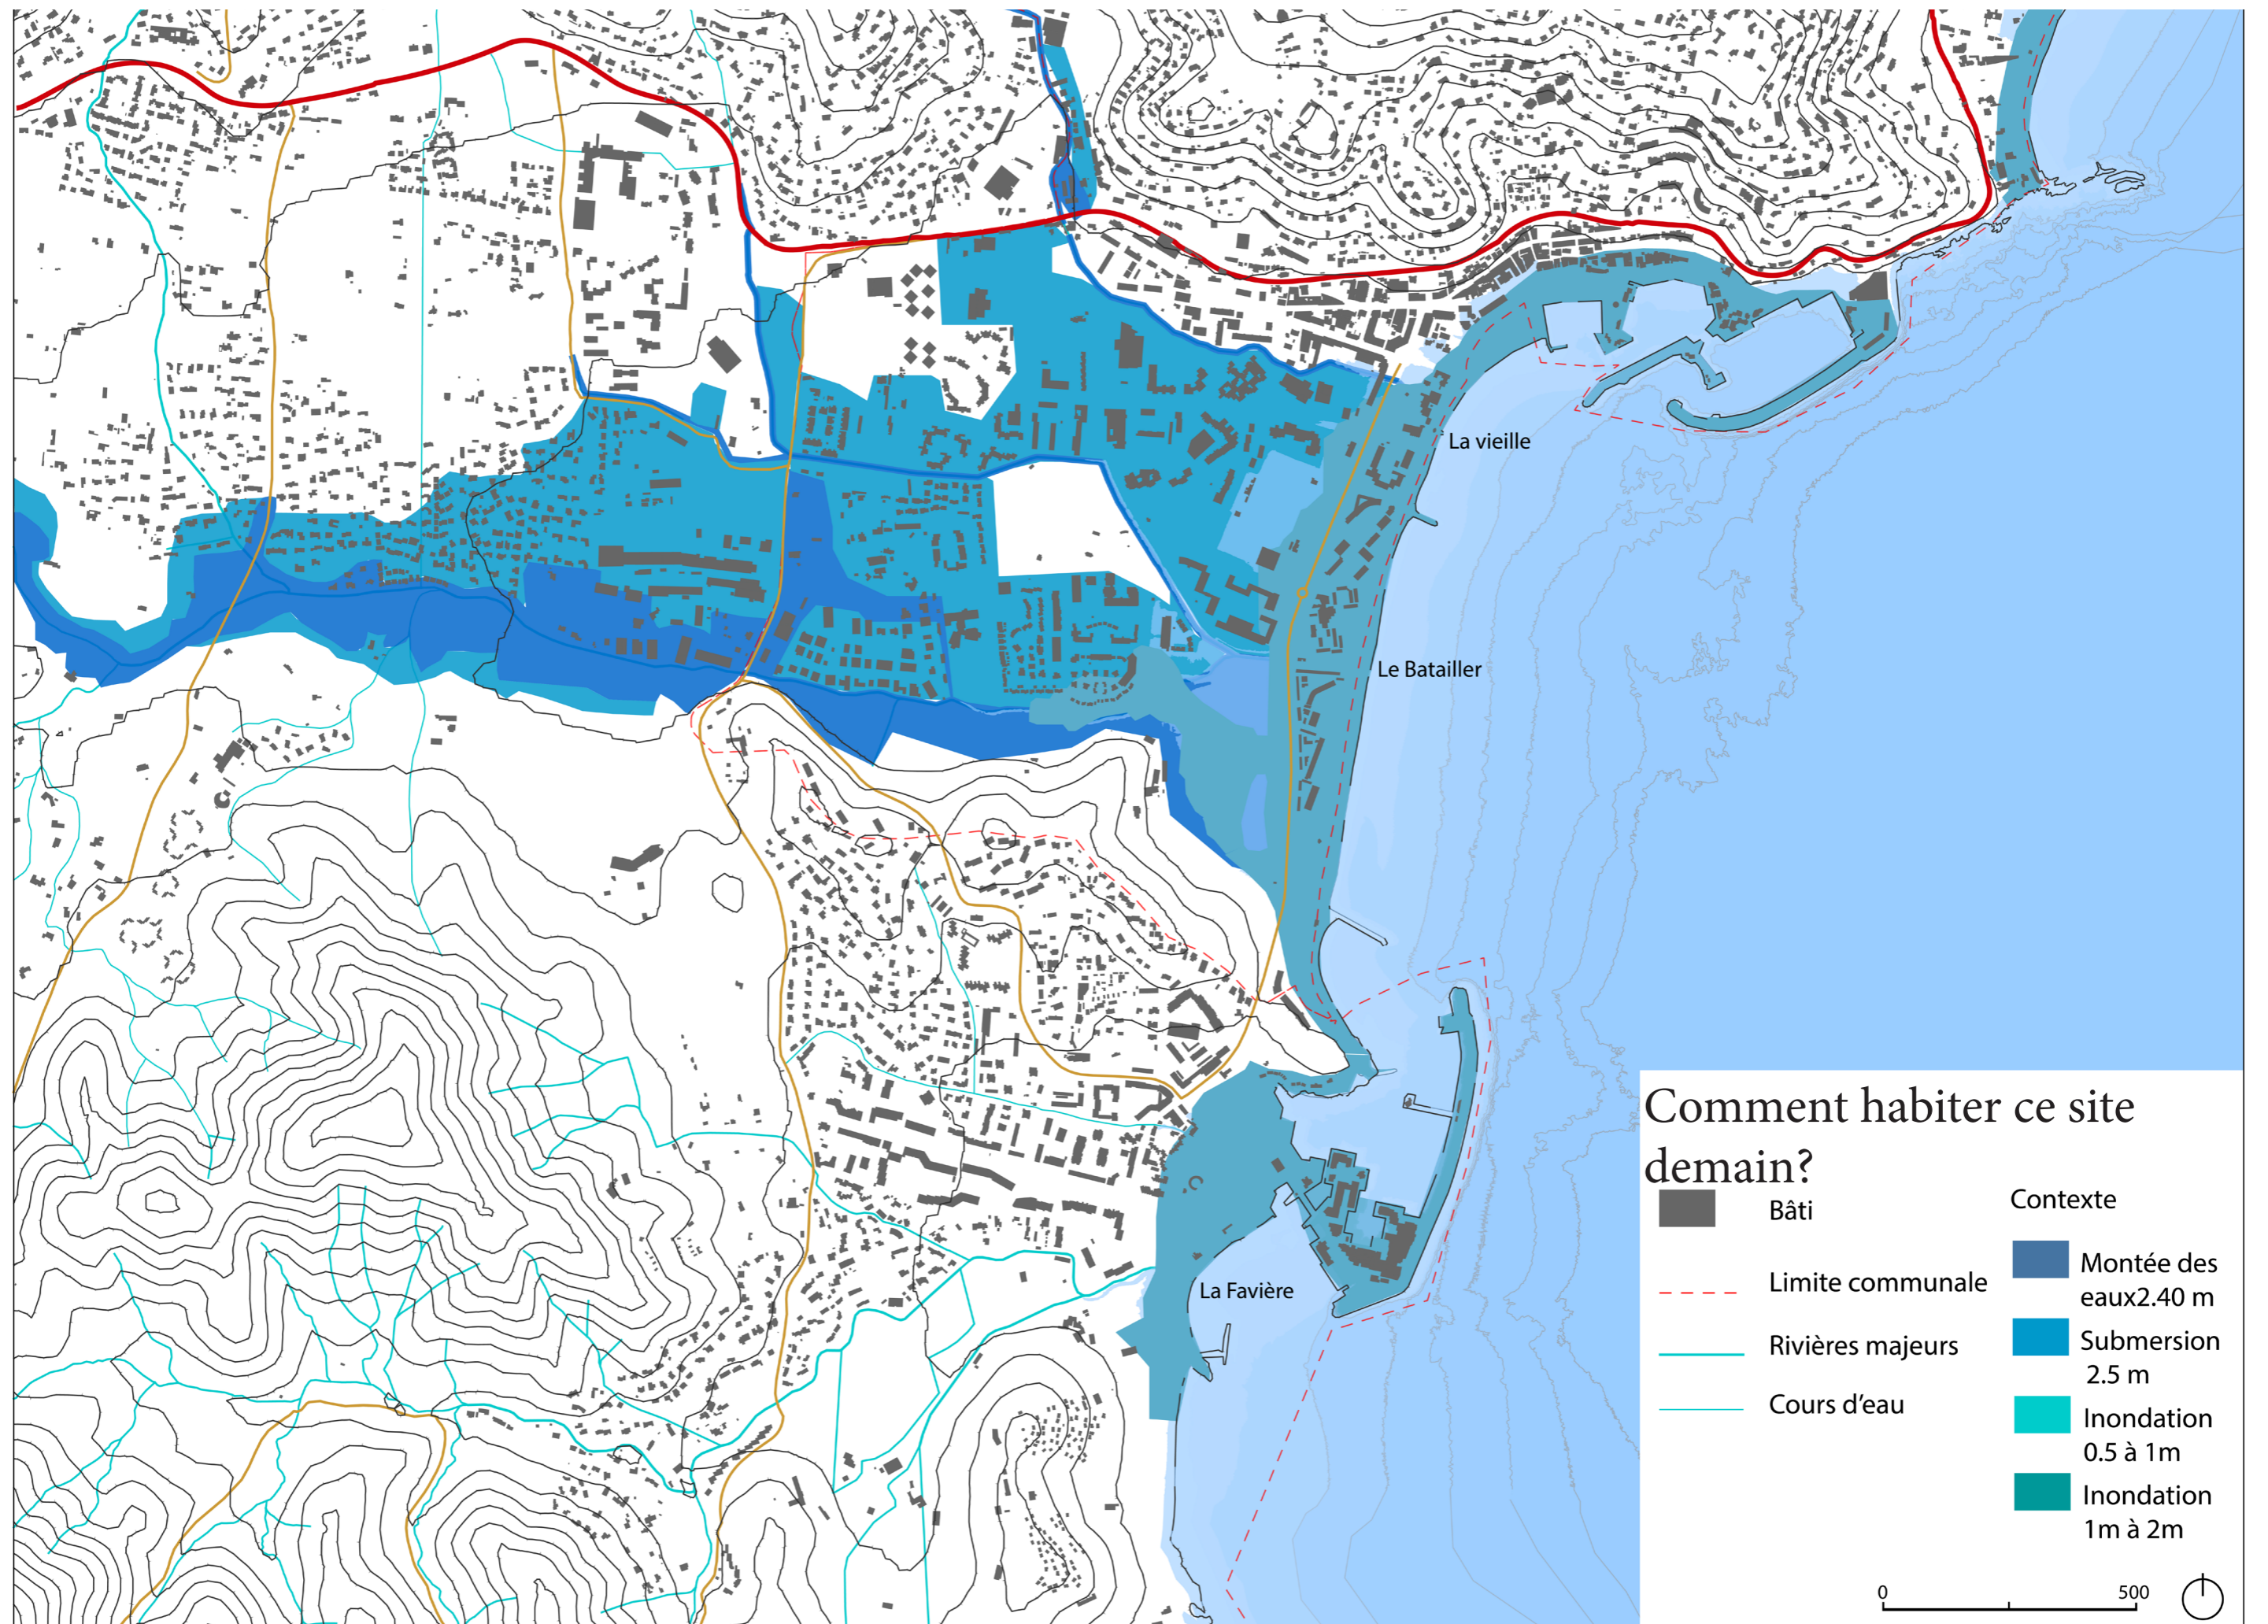 La vieille
Le Batailler
La Favière
Comment habiter ce site
demain?
Bâti
Limite communale
Rivières majeurs
Cours d’eau
Contexte
Montée des
eaux2.40 m
Submersion
2.5 m
Inondation
0.5 à 1m
Inondation
1m à 2m
0
500